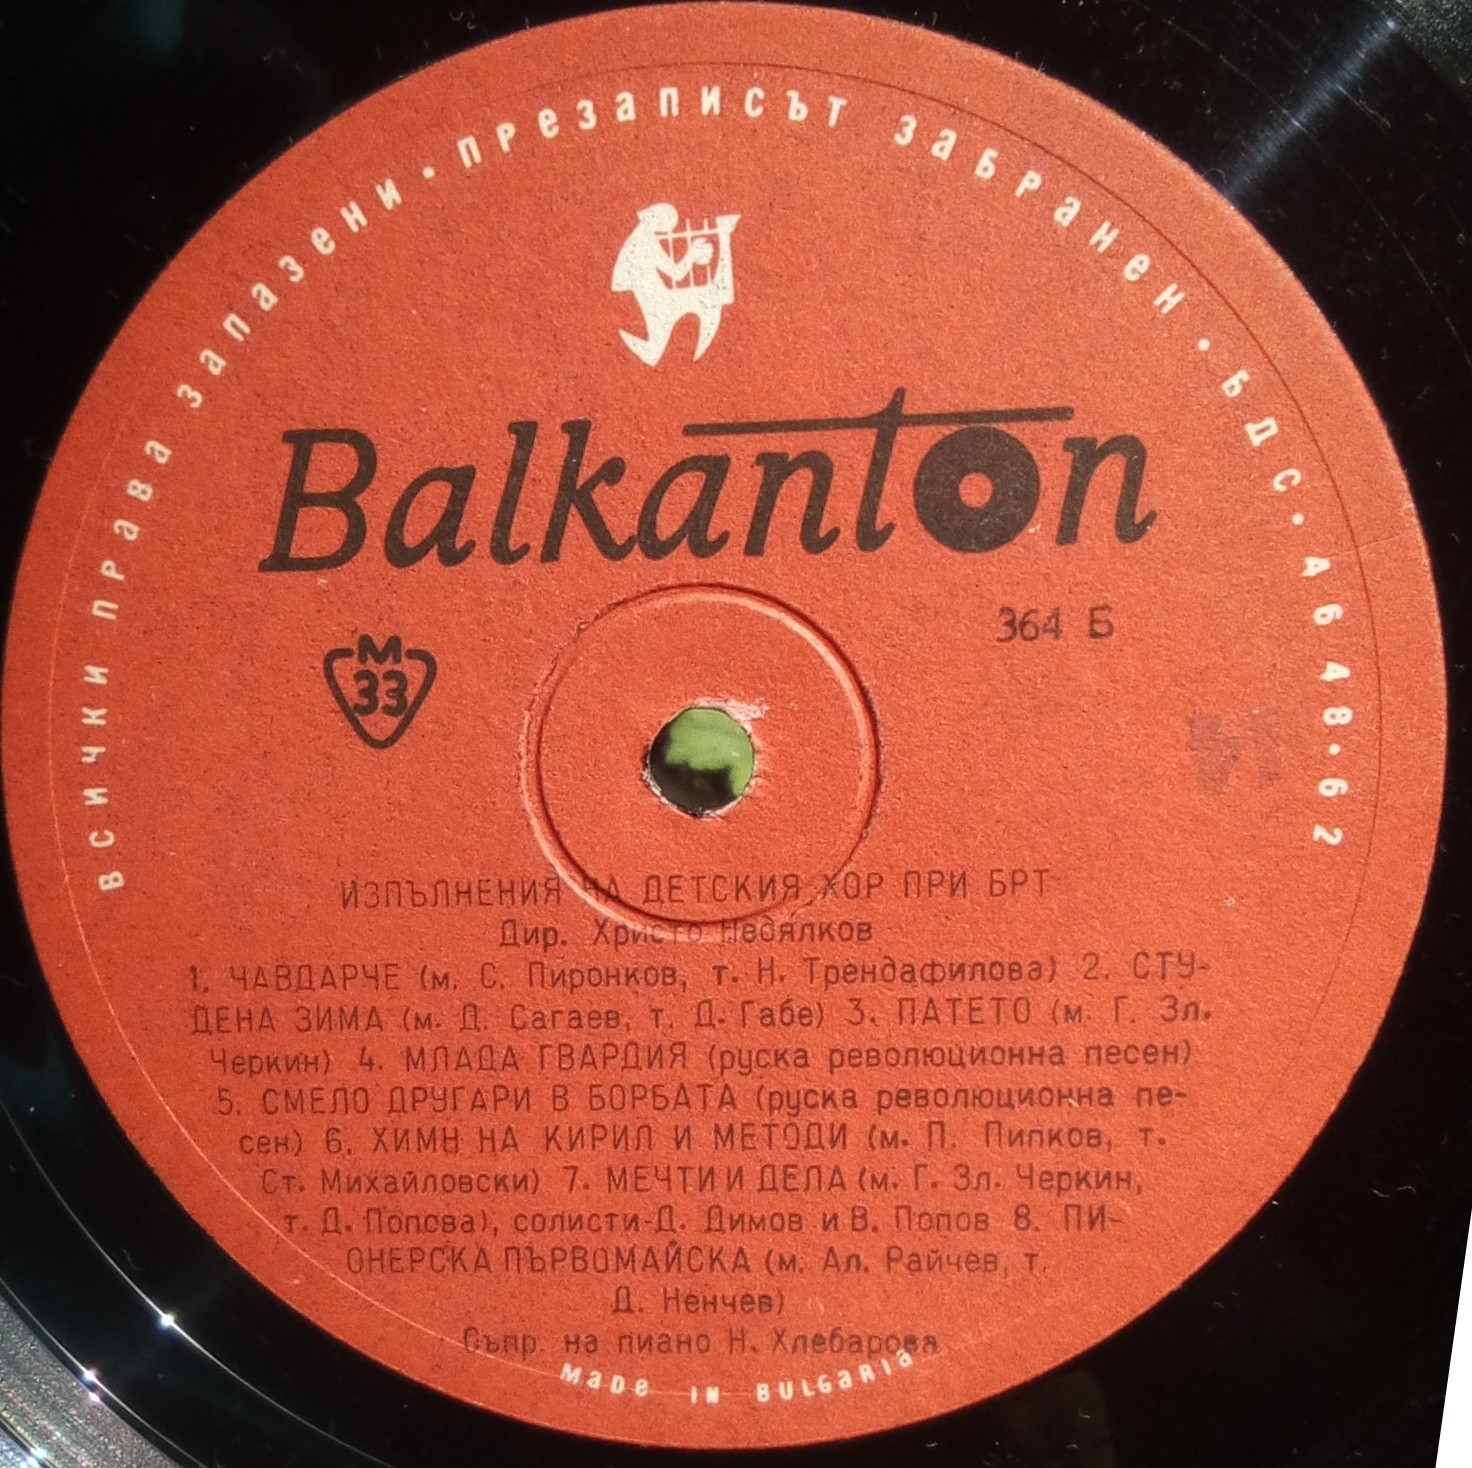 ВСИЧКИ ПРАВА ЗАПАЗЕНИ · ПРЕЗАПИСЪТ ЗАБРАНЕН · БДС · А6 48 · 62
Balkanton
М
33
364 Б
ИЗПЪЛНЕНИЯ НА ДЕТСКИЯ ХОР ПРИ БРТ
Дир. Христо Недялков
1. ЧАВДАРЧЕ (м. С. Пиронков, т. Н. Трендафилова) 2. СТУ-
ДЕНА ЗИМА (м. Д. Сагаев, т. Д. Габе) 3. ПАТЕТО (м. Г. Зл.
Черкин) 4. МЛАДА ГВАРДИЯ (руска революционна песен)
5. СМЕЛО ДРУГАРИ В БОРБАТА (руска революционна пе-
сен) 6. ХИМН НА КИРИЛ И МЕТОДИ (м. П. Пипков, т.
Ст. Михайловски) 7. МЕЧТИ И ДЕЛА (м. Г. Зл. Черкин,
т. Д. Попова), солисти-Д. Димов и В. Попов 8. ПИ-
ОНЕРСКА ПЪРВОМАЙСКА (м. Ал. Райчев, т.
Д. Ненчев)
Съпр. на пиано Н. Хлебарова
MaDe IN BULGaRIa